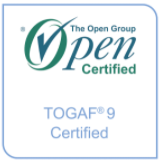 The Open Group
®Open
Certified
TOGAF® 9
Certified